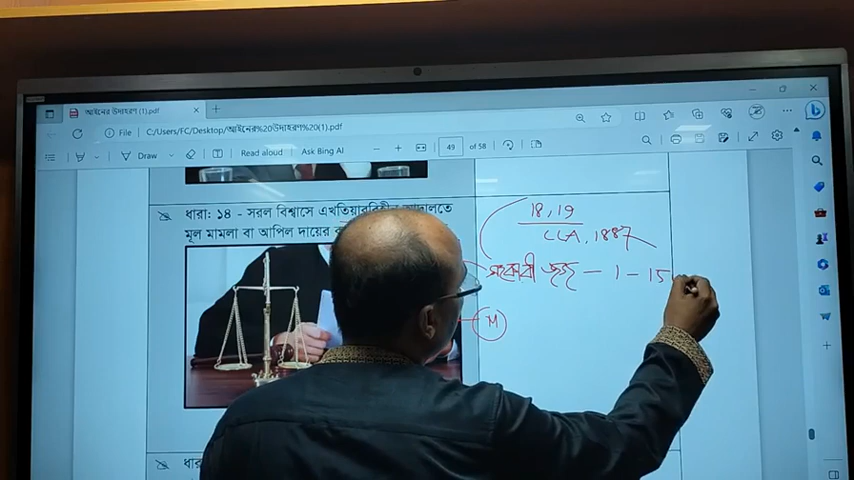 আইনের উদাহরণ (1).pdf
File
C:/Users/FC/Desktop/আইনের%20উদাহরণ%20(1).pdf
Draw
Read aloud
Ask Bing AI
49 of 58
ধারা: ১৪ - সরল বিশ্বাসে এখতিয়ারবিহীন আদালতে
মূল মামলা বা আপিল দায়ের
18, 19
CCA, 1887
সহকারী জজ — 1 - 15
M
ধারা: